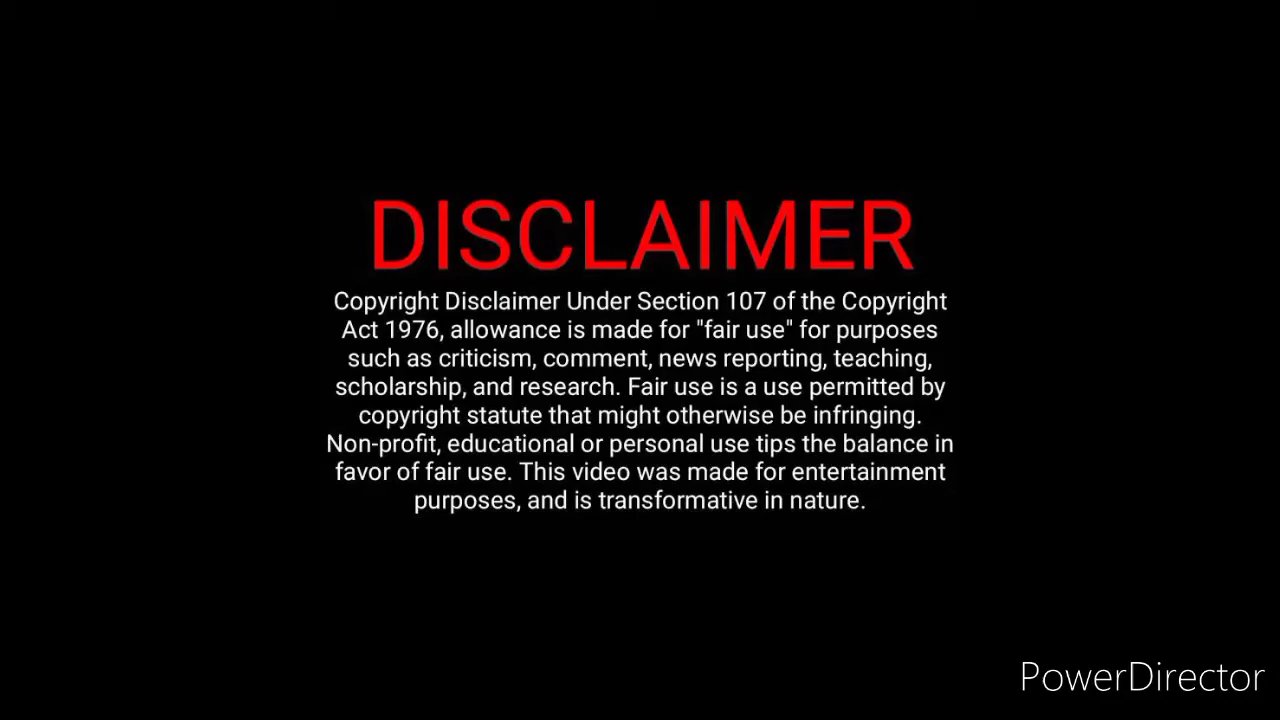 DISCLAIMER
Copyright Disclaimer Under Section 107 of the Copyright
Act 1976, allowance is made for "fair use" for purposes
such as criticism, comment, news reporting, teaching,
scholarship, and research. Fair use is a use permitted by
copyright statute that might otherwise be infringing.
Non-profit, educational or personal use tips the balance in
favor of fair use. This video was made for entertainment
purposes, and is transformative in nature.
PowerDirector